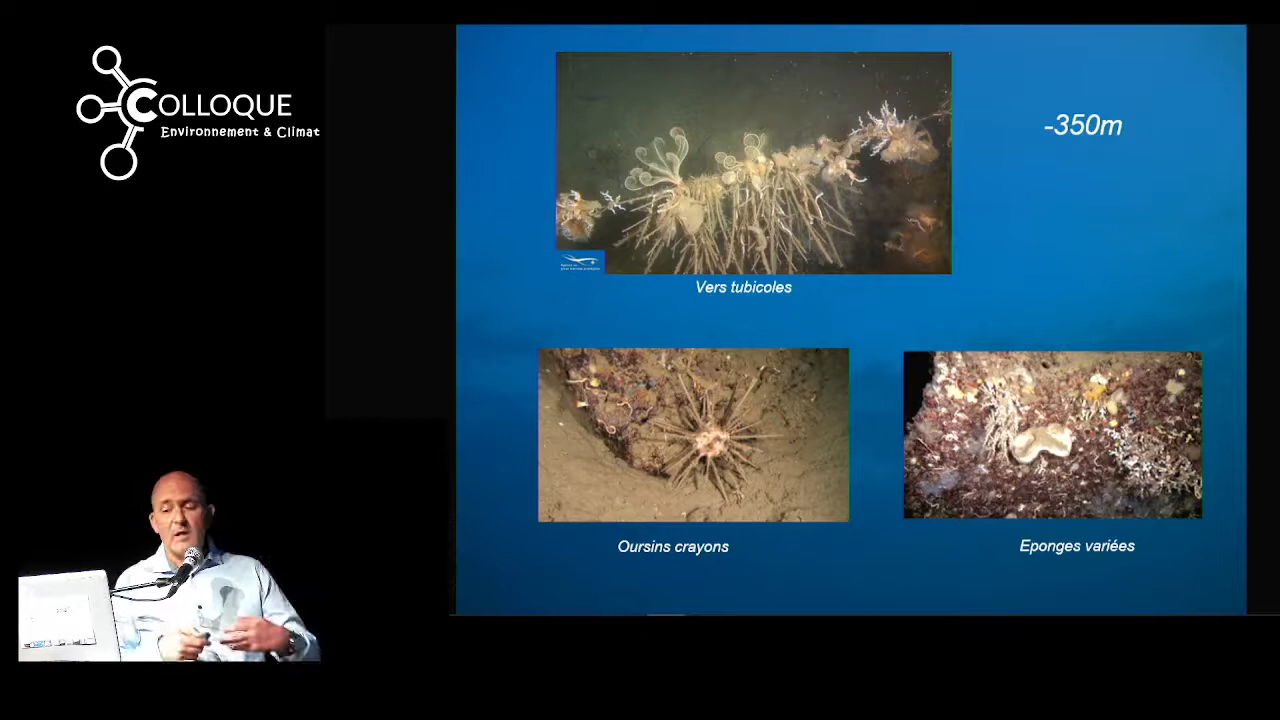 COLLOQUE
Environnement & Climat
-350m
Vers tubicoles
Oursins crayons
Eponges variées